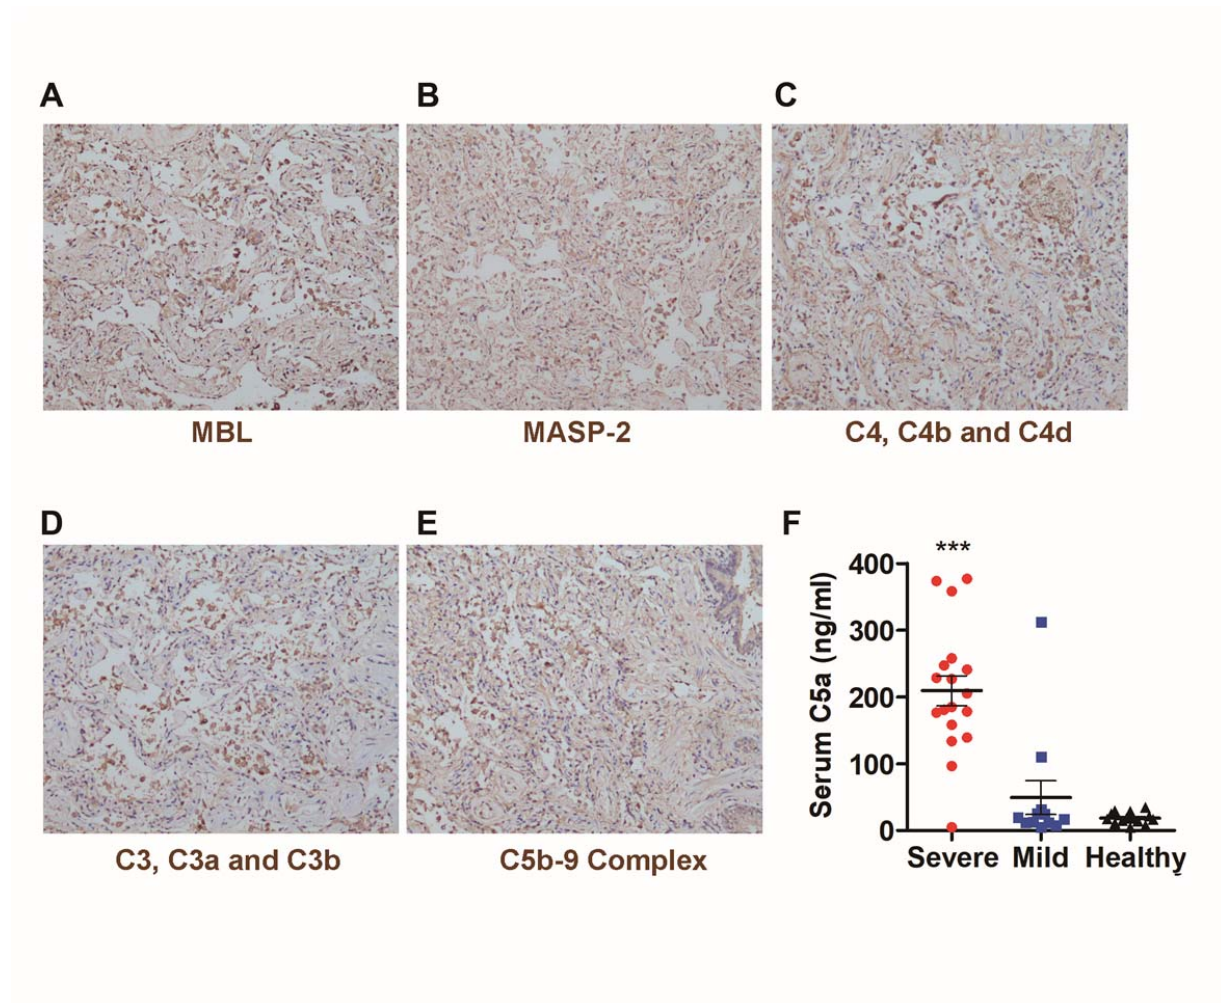 A
B
C
MBL
MASP-2
C4, C4b and C4d
D
E
F
C3, C3a and C3b
C5b-9 Complex
***
Serum C5a (ng/ml)
400
300
200
100
0
Severe
Mild
Healthy